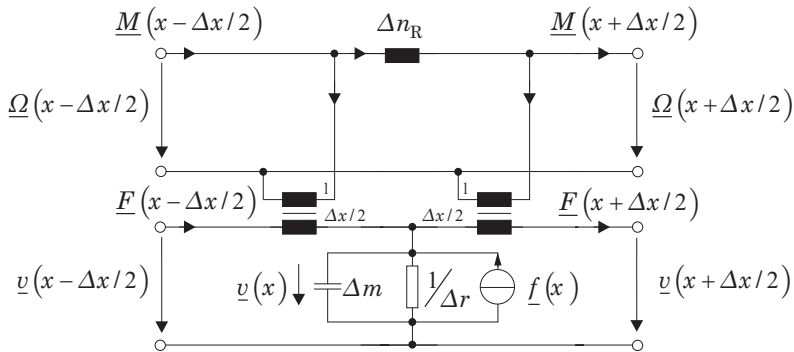 M(x−Δx/2) Δn_R M(x+Δx/2)
Ω(x−Δx/2) Ω(x+Δx/2)
1 1
F(x−Δx/2) Δx/2 Δx/2 F(x+Δx/2)
v(x−Δx/2) v(x) Δm 1/Δr f(x) v(x+Δx/2)